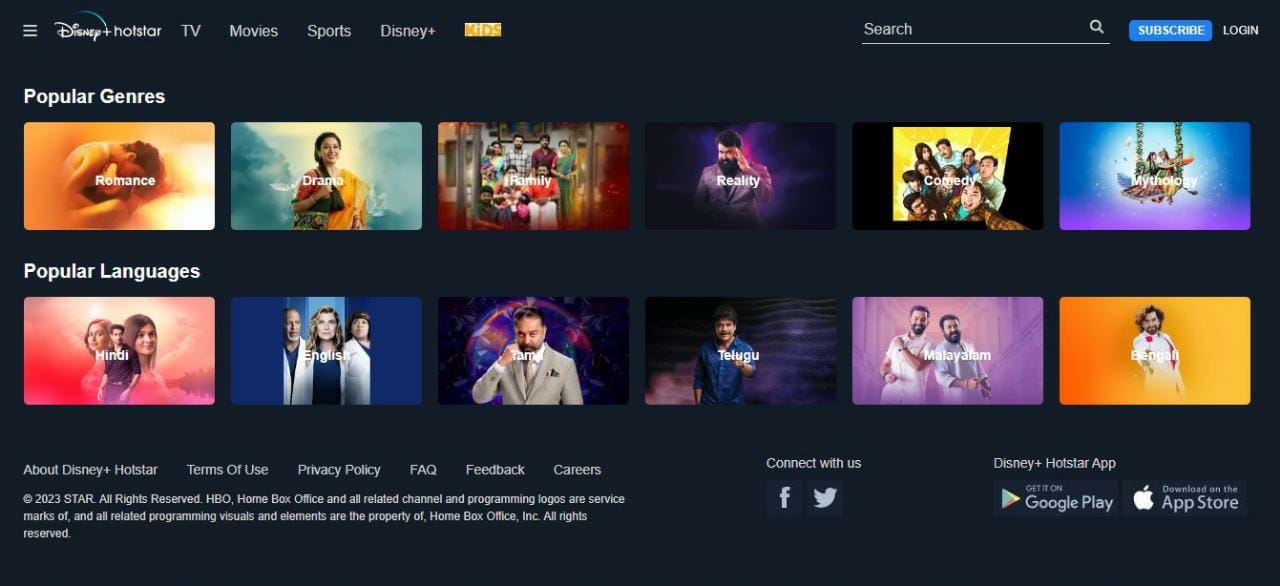 Disney+ hotstar TV Movies Sports Disney+ KiDS Search SUBSCRIBE LOGIN
Popular Genres
Romance Drama Family Reality Comedy Mythology
Popular Languages
Hindi English Tamil Telugu Malayalam Bengali
About Disney+ Hotstar Terms Of Use Privacy Policy FAQ Feedback Careers
© 2023 STAR. All Rights Reserved. HBO, Home Box Office and all related channel and programming logos are service
marks of, and all related programming visuals and elements are the property of, Home Box Office, Inc. All rights
reserved.
Connect with us
Disney+ Hotstar App
GET IT ON
Google Play
Download on the
App Store